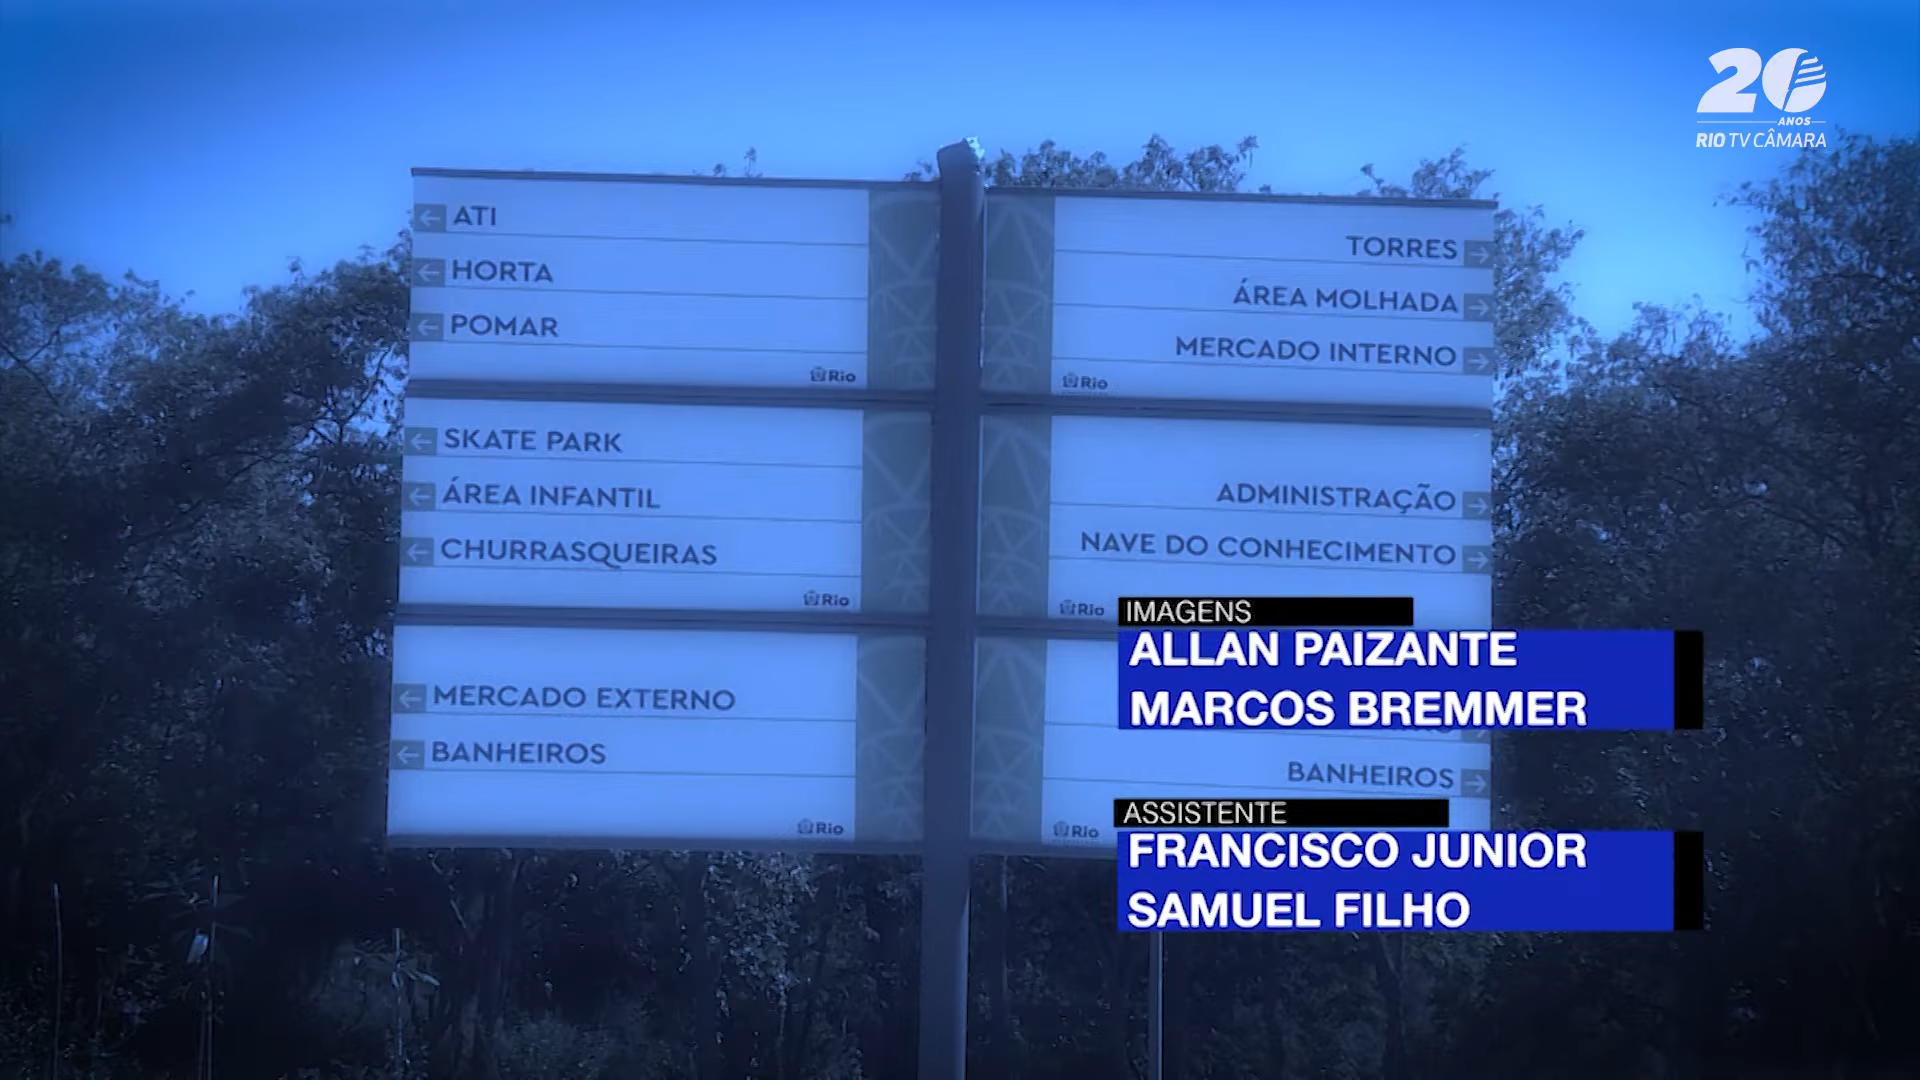 20
ANOS
RIO TV CÂMARA
ATI
HORTA
POMAR
Rio
SKATE PARK
ÁREA INFANTIL
CHURRASQUEIRAS
Rio
MERCADO EXTERNO
BANHEIROS
Rio
TORRES
ÁREA MOLHADA
MERCADO INTERNO
Rio
ADMINISTRAÇÃO
NAVE DO CONHECIMENTO
Rio
BANHEIROS
Rio
IMAGENS
ALLAN PAIZANTE
MARCOS BREMMER
ASSISTENTE
FRANCISCO JUNIOR
SAMUEL FILHO